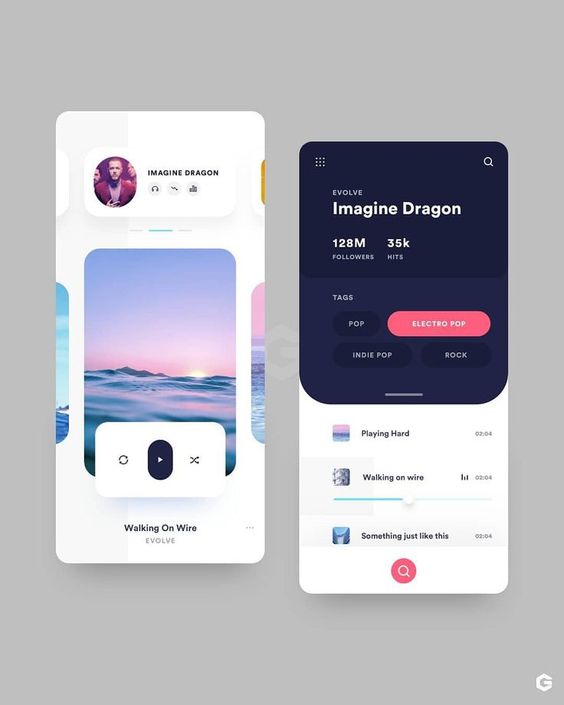 IMAGINE DRAGON
Walking On Wire
EVOLVE
EVOLVE
Imagine Dragon
128M 35k
FOLLOWERS HITS
TAGS
POP ELECTRO POP
INDIE POP ROCK
Playing Hard 02:04
Walking on wire 02:04
Something just like this 02:04